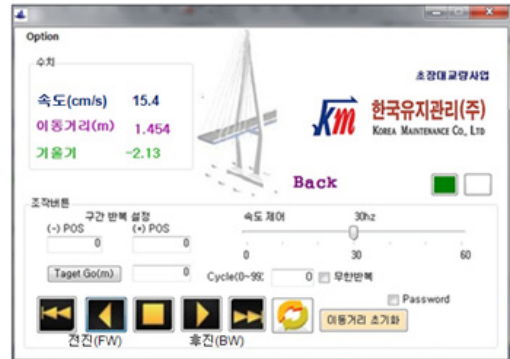 Option
수치
초장대교량사업
속도(cm/s) 15.4
이동거리(m) 1.454
기울기 -2.13
km 한국유지관리(주)
KOREA MAINTENANCE CO., LTD
Back
조작버튼
구간 반복 설정
속도 제어 30hz
(-) POS (+) POS
0 0
0 30 60
Taget Go(m) 0
Cycle(0~99: 0 무한반복
Password
이동거리 초기화
전진(FW) 후진(BW)